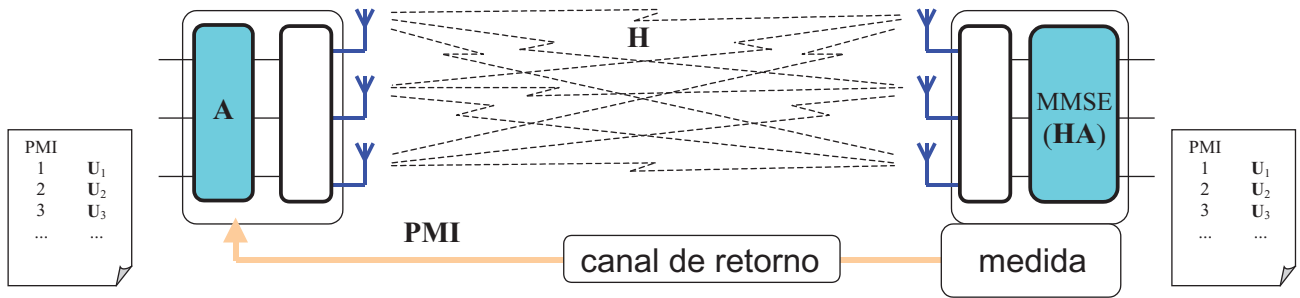 H
A
MMSE
(HA)
PMI
1 U1
2 U2
3 U3
... ...
PMI
1 U1
2 U2
3 U3
... ...
PMI
canal de retorno
medida